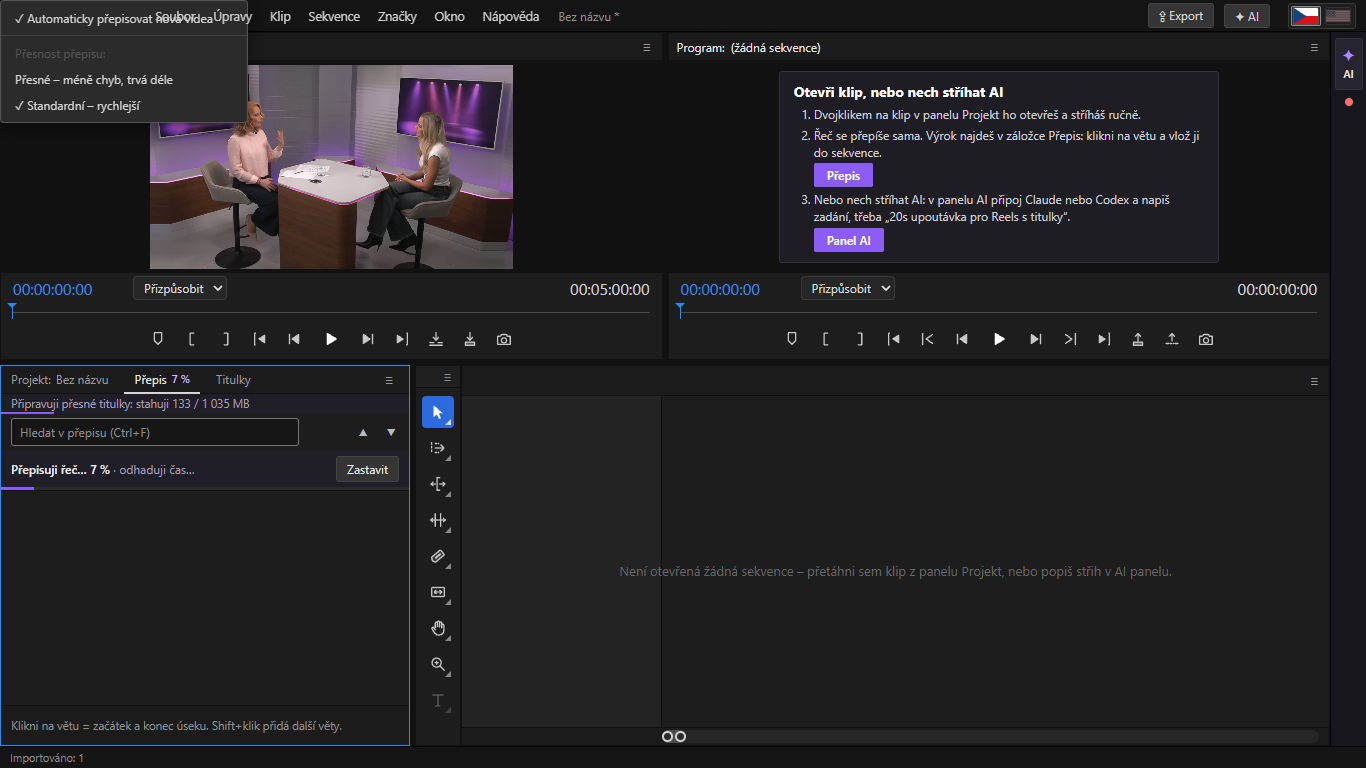 ✓ Automaticky přepisovat nová videa
Přesnost přepisu:
Přesné – méně chyb, trvá déle
✓ Standardní – rychlejší
Soubor Úpravy Klip Sekvence Značky Okno Nápověda Bez názvu *
Export
AI
AI
Program: (žádná sekvence)
Otevři klip, nebo nech stříhat AI
1. Dvojklikem na klip v panelu Projekt ho otevřeš a stříháš ručně.
2. Řeč se přepíše sama. Výrok najdeš v záložce Přepis: klikni na větu a vlož ji
do sekvence.
Přepis
3. Nebo nech stříhat AI: v panelu AI připoj Claude nebo Codex a napiš
zadání, třeba „20s upoutávka pro Reels s titulky“.
Panel AI
00:00:00:00 Přizpůsobit 00:05:00:00
00:00:00:00 Přizpůsobit 00:00:00:00
Projekt: Bez názvu Přepis 7 % Titulky
Připravuji přesné titulky: stahuji 133 / 1 035 MB
Hledat v přepisu (Ctrl+F)
Přepisuji řeč... 7 % · odhaduji čas...
Zastavit
Není otevřená žádná sekvence – přetáhni sem klip z panelu Projekt, nebo popiš střih v AI panelu.
Klikni na větu = začátek a konec úseku. Shift+klik přidá další věty.
Importováno: 1